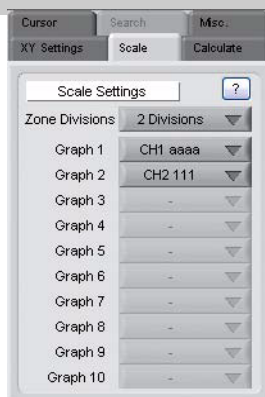 Cursor Search Misc.
XY Settings Scale Calculate
Scale Settings ?
Zone Divisions 2 Divisions
Graph 1 CH1 aaaa
Graph 2 CH2 111
Graph 3 -
Graph 4 -
Graph 5 -
Graph 6 -
Graph 7 -
Graph 8 -
Graph 9 -
Graph 10 -